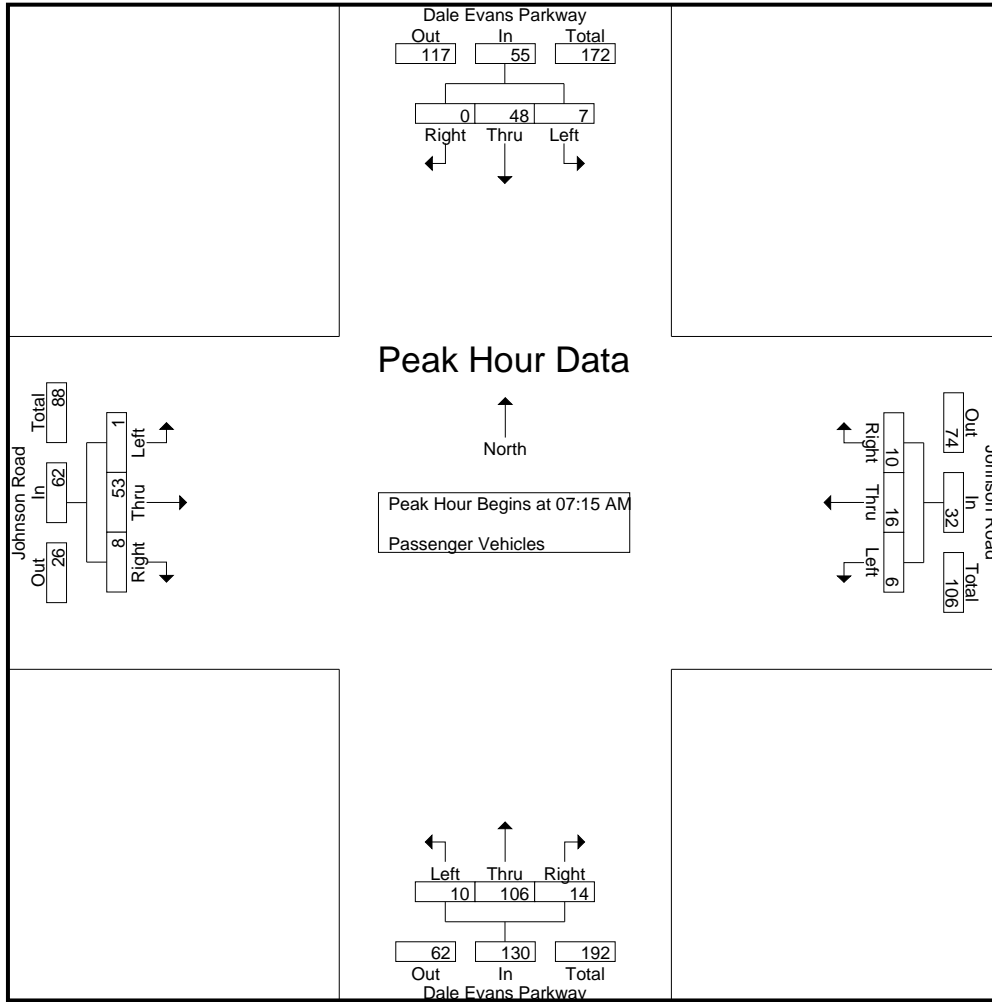 Dale Evans Parkway
Out In Total
117 55 172
0 48 7
Right Thru Left
Peak Hour Data
North
Peak Hour Begins at 07:15 AM
Passenger Vehicles
Johnson Road
Total In Out
88 62 26
1 53 8
Left Thru Right
Right Thru Left
10 16 6
Out In Total
74 32 106
Johnson Road
Left Thru Right
10 106 14
62 130 192
Out In Total
Dale Evans Parkway